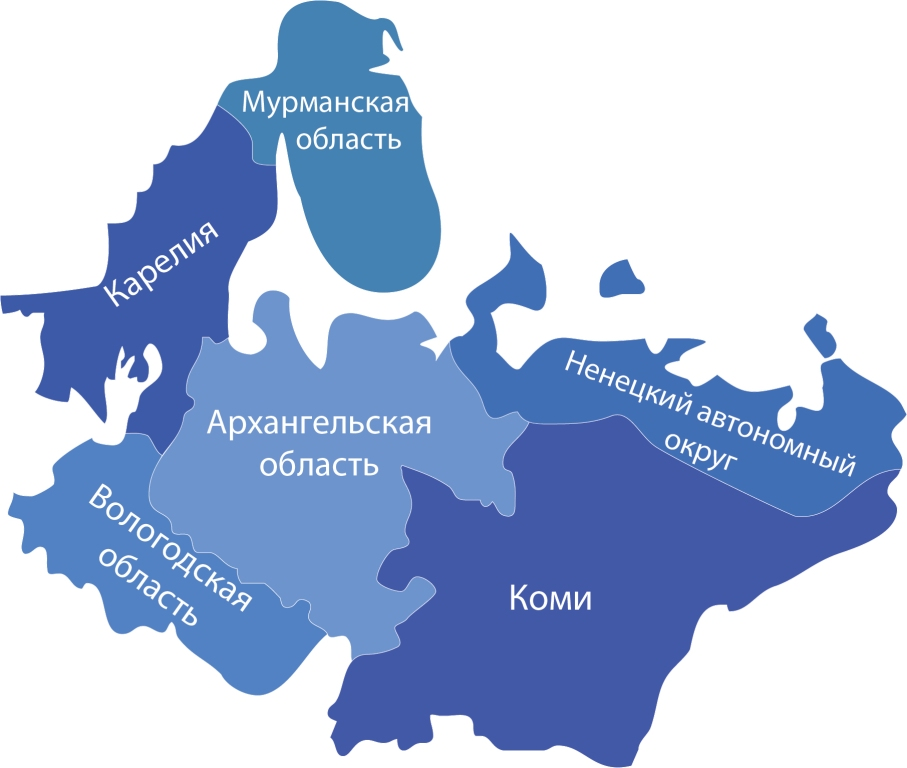 Мурманская
область
Карелия
Ненецкий автономный
округ
Архангельская
область
Вологодская
область
Коми